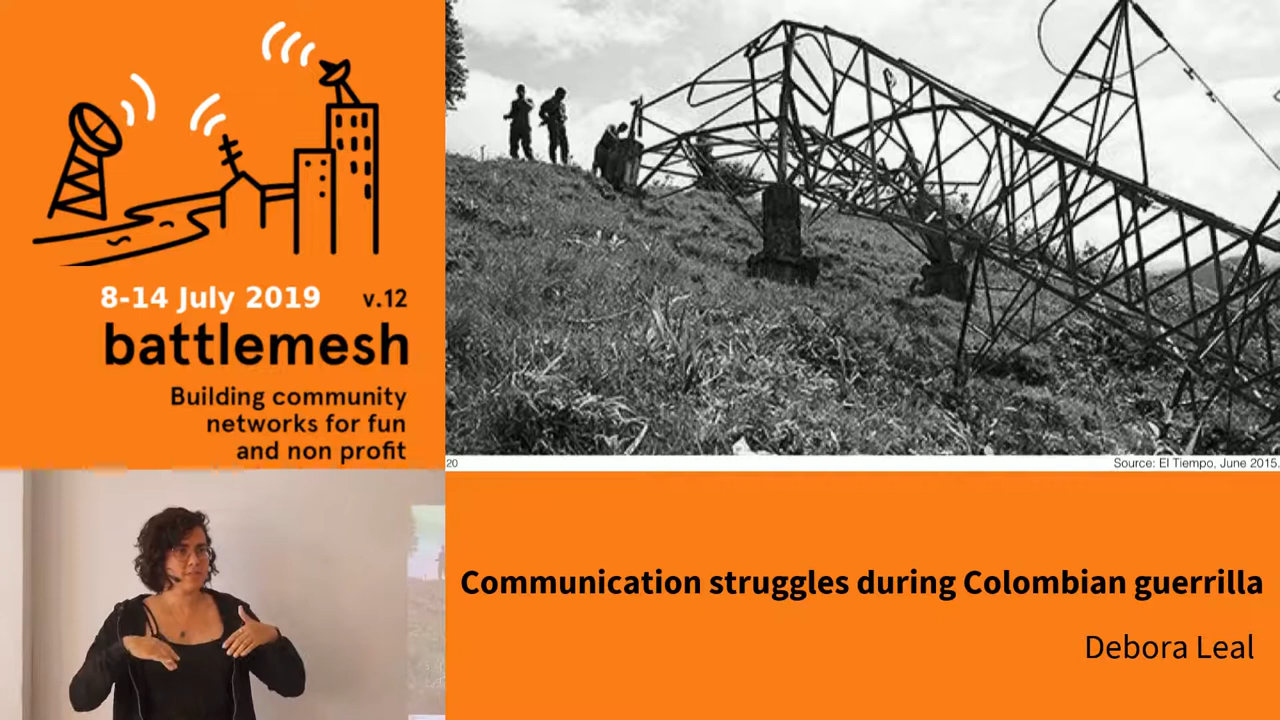 8-14 July 2019 v.12
battlemesh
Building community
networks for fun
and non profit
20
Source: El Tiempo, June 2015.
Communication struggles during Colombian guerrilla
Debora Leal